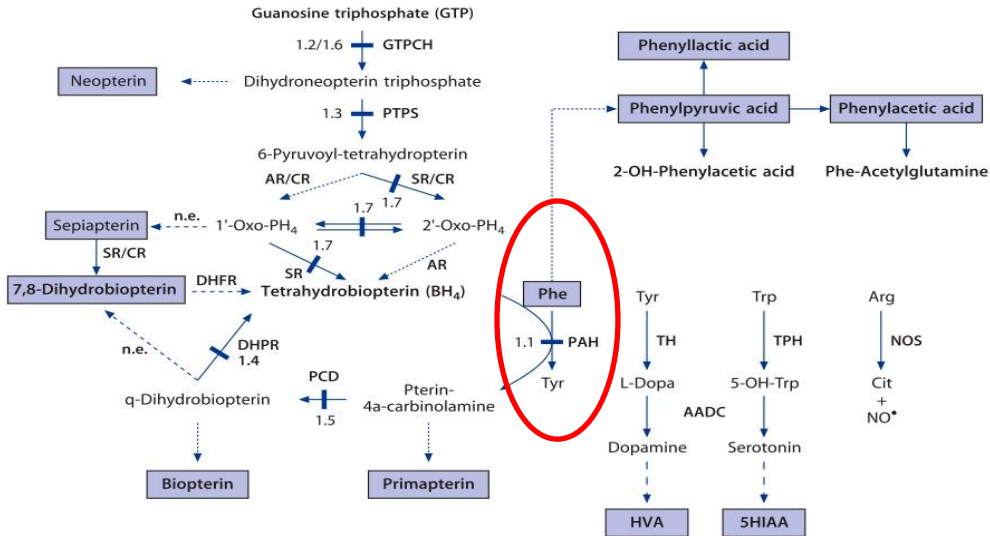 Guanosine triphosphate (GTP)
1.2/1.6 GTPCH
Neopterin
Dihydroneopterin triphosphate
1.3 PTPS
6-Pyruvoyl-tetrahydropterin
AR/CR
SR/CR
1.7
Sepiapterin
n.e.
1'-Oxo-PH4
1.7
2'-Oxo-PH4
SR/CR
1.7
SR
AR
7,8-Dihydrobiopterin
DHFR
Tetrahydrobiopterin (BH4)
n.e.
DHPR
1.4
q-Dihydrobiopterin
PCD
1.5
Pterin-
4a-carbinolamine
Biopterin
Primapterin
Phe
1.1 PAH
Tyr
Phenyllactic acid
Phenylpyruvic acid
Phenylacetic acid
2-OH-Phenylacetic acid
Phe-Acetylglutamine
Tyr
TH
L-Dopa
AADC
Dopamine
HVA
Trp
TPH
5-OH-Trp
Serotonin
5HIAA
Arg
NOS
Cit
+
NO•